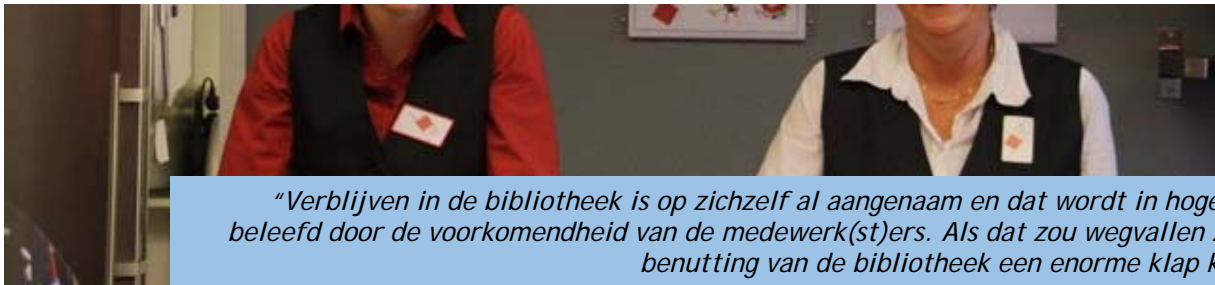 “Verblijven in de bibliotheek is op zichzelf al aangenaam en dat wordt in hoge
beleefd door de voorkomendheid van de medewerk(st)ers. Als dat zou wegvallen
benutting van de bibliotheek een enorme klap